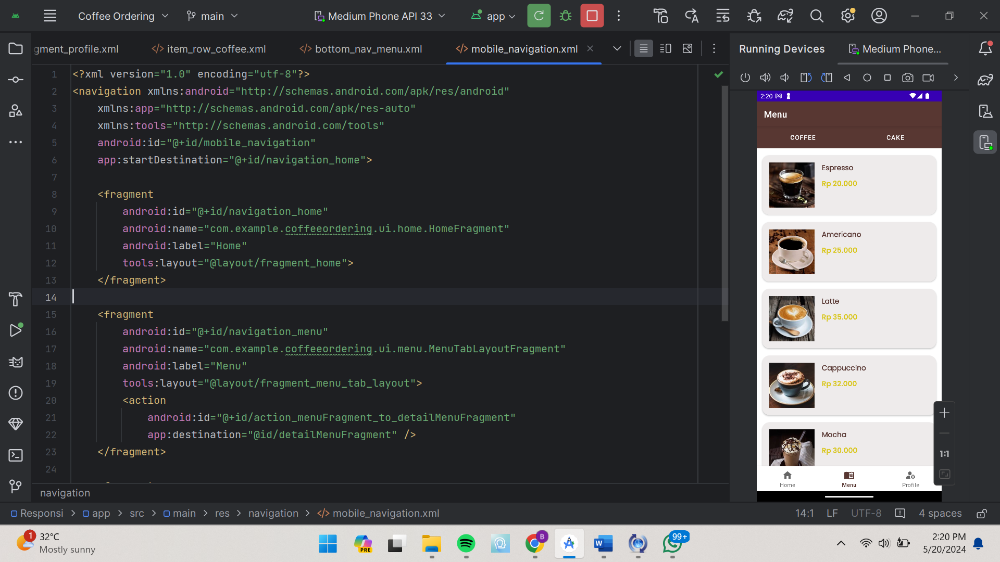 Coffee Ordering
main
Medium Phone API 33
app
gment_profile.xml
item_row_coffee.xml
bottom_nav_menu.xml
mobile_navigation.xml
Running Devices
Medium Phone...
1 <?xml version="1.0" encoding="utf-8"?>
2 <navigation xmlns:android="http://schemas.android.com/apk/res/android"
3 xmlns:app="http://schemas.android.com/apk/res-auto"
4 xmlns:tools="http://schemas.android.com/tools"
5 android:id="@+id/mobile_navigation"
6 app:startDestination="@+id/navigation_home">
7
8 <fragment
9 android:id="@+id/navigation_home"
10 android:name="com.example.coffeeordering.ui.home.HomeFragment"
11 android:label="Home"
12 tools:layout="@layout/fragment_home">
13 </fragment>
14
15 <fragment
16 android:id="@+id/navigation_menu"
17 android:name="com.example.coffeeordering.ui.menu.MenuTabLayoutFragment"
18 android:label="Menu"
19 tools:layout="@layout/fragment_menu_tab_layout">
20 <action
21 android:id="@+id/action_menuFragment_to_detailMenuFragment"
22 app:destination="@id/detailMenuFragment" />
23 </fragment>
24
navigation
2:20
Menu
COFFEE
CAKE
Espresso
Rp 20.000
Americano
Rp 25.000
Latte
Rp 35.000
Cappuccino
Rp 32.000
Mocha
Rp 30.000
Home
Menu
Profile
1:1
Responsi > app > src > main > res > navigation > mobile_navigation.xml
14:1
LF
UTF-8
4 spaces
1
32°C
Mostly sunny
PRE
B
W
99+
2:20 PM
5/20/2024